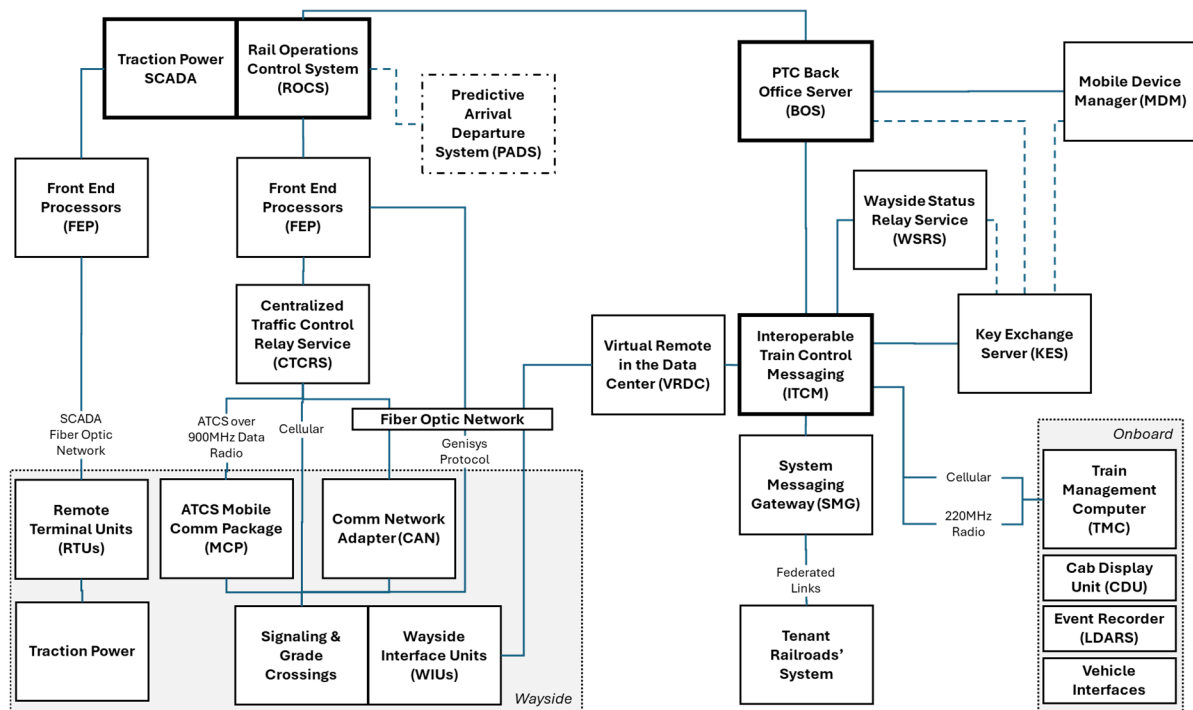 Traction Power
SCADA
Rail Operations
Control System
(ROCS)
Predictive
Arrival
Departure
System (PADS)
PTC Back
Office Server
(BOS)
Mobile Device
Manager (MDM)
Front End
Processors
(FEP)
Front End
Processors
(FEP)
Wayside Status
Relay Service
(WSRS)
Centralized
Traffic Control
Relay Service
(CTCRS)
Virtual Remote
in the Data
Center (VRDC)
Interoperable
Train Control
Messaging
(ITCM)
Key Exchange
Server (KES)
SCADA
Fiber Optic
Network
ATCS over
900MHz Data
Radio
Cellular
Fiber Optic Network
Genisys
Protocol
Remote
Terminal Units
(RTUs)
ATCS Mobile
Comm Package
(MCP)
Comm Network
Adapter (CAN)
System
Messaging
Gateway (SMG)
Cellular
220MHz
Radio
Onboard
Train
Management
Computer
(TMC)
Cab Display
Unit (CDU)
Event Recorder
(LDARS)
Vehicle
Interfaces
Traction Power
Signaling &
Grade
Crossings
Wayside
Interface Units
(WIUs)
Wayside
Federated
Links
Tenant
Railroads’
System